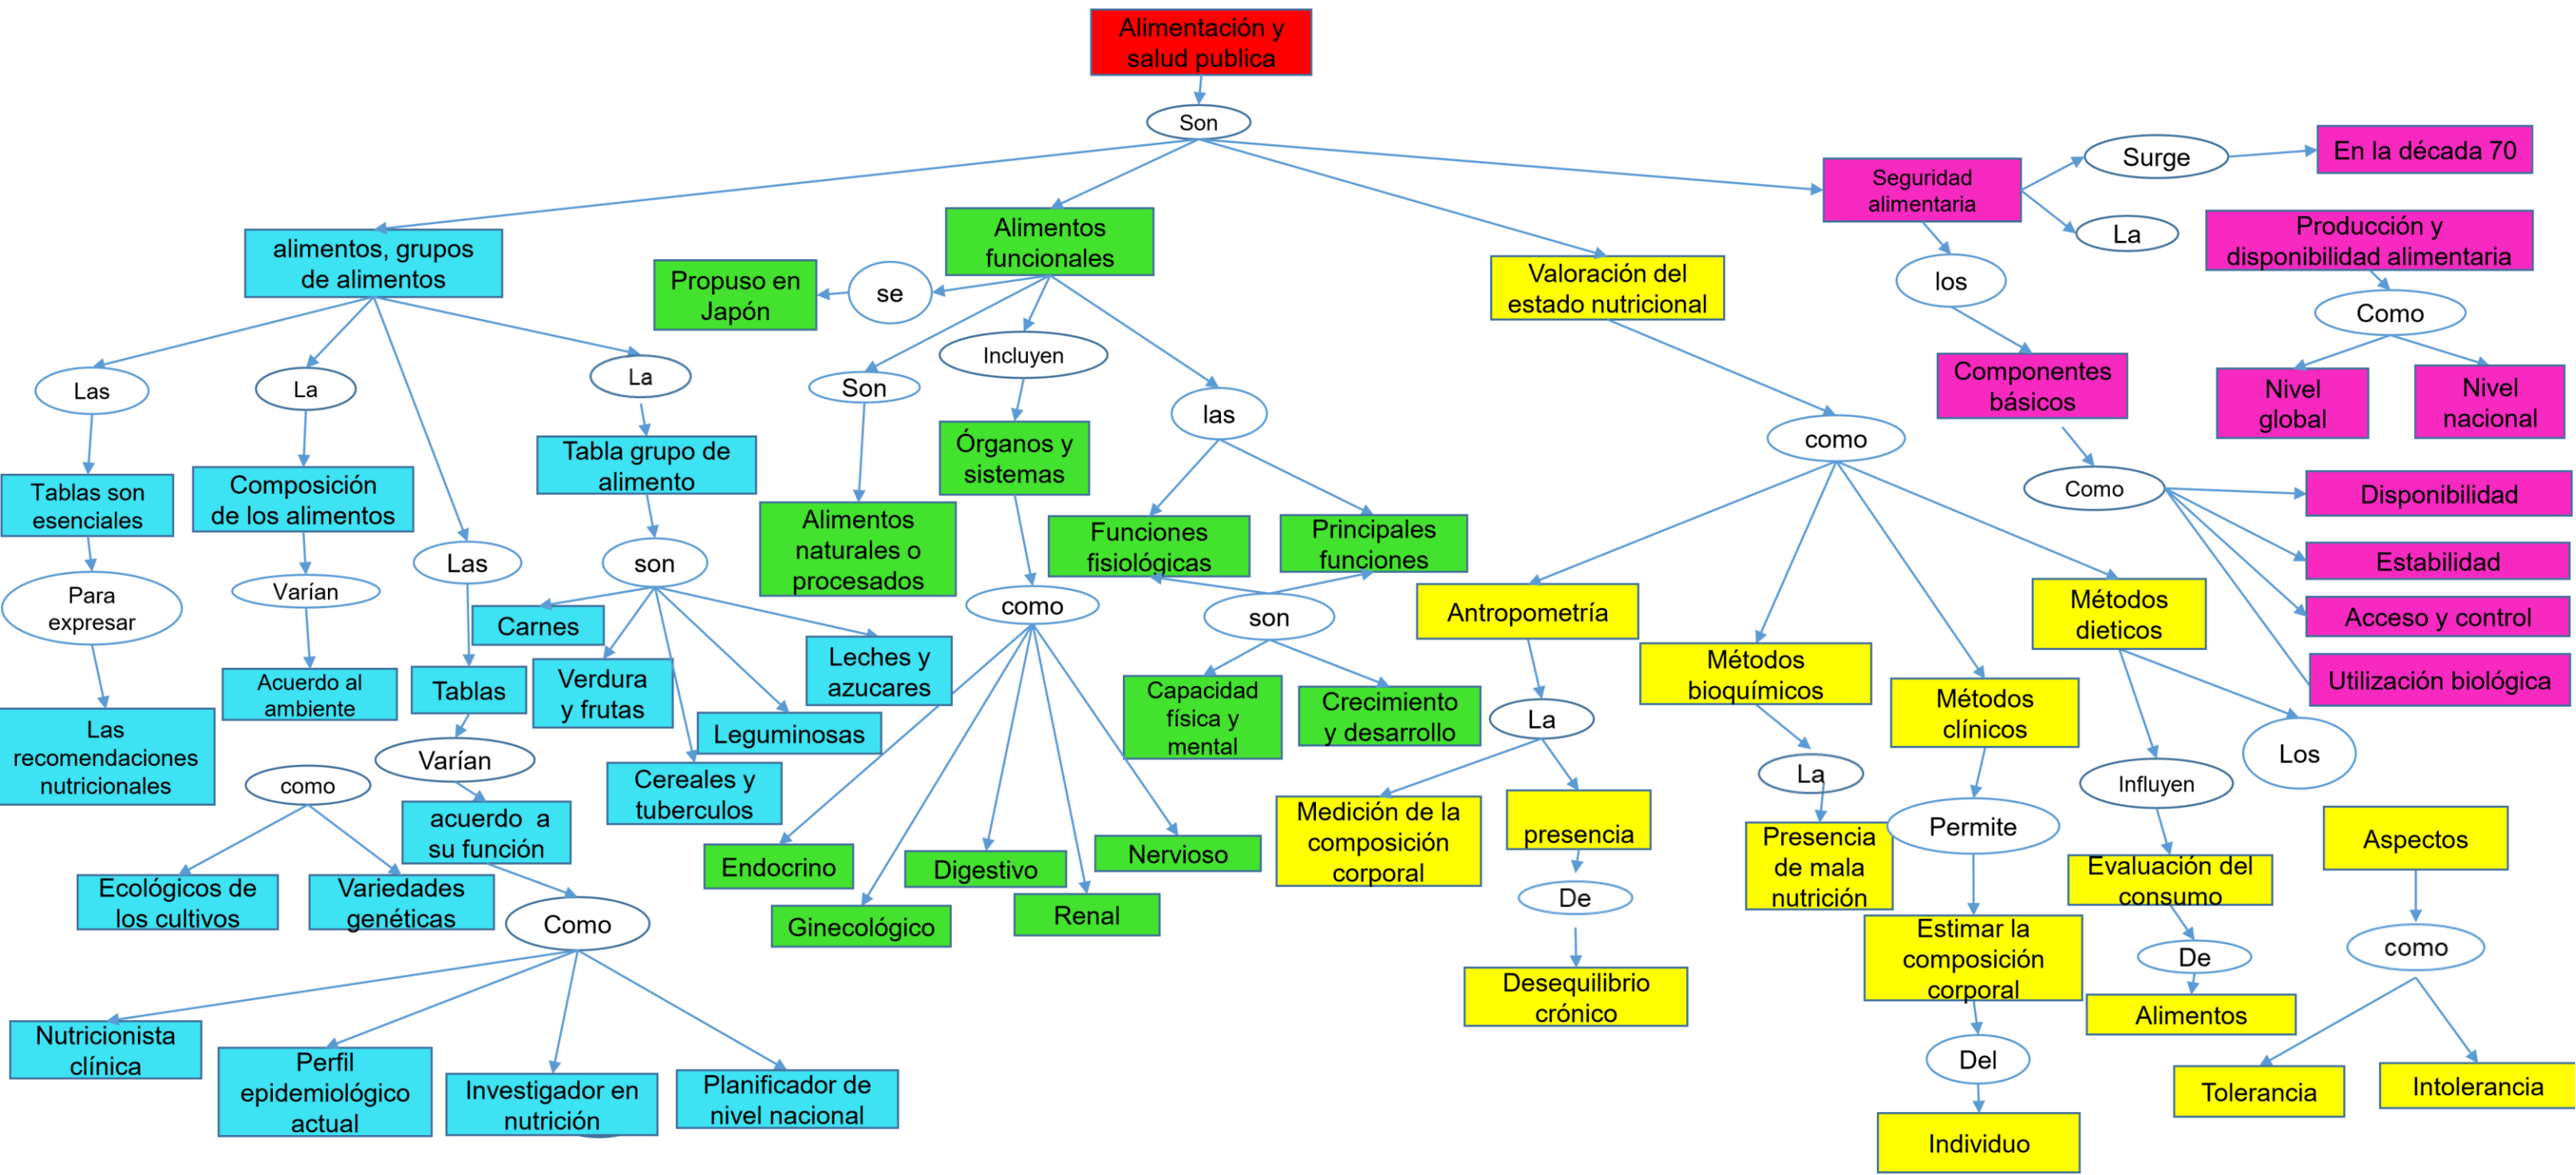 Alimentación y
salud publica
Son
alimentos, grupos
de alimentos
Las
Tablas son
esenciales
Para
expresar
Las
recomendaciones
nutricionales
La
Composición
de los alimentos
Varían
Acuerdo al
ambiente
como
Ecológicos de
los cultivos
Variedades
genéticas
Las
Tablas
Varían
acuerdo a
su función
Como
Nutricionista
clínica
Perfil
epidemiológico
actual
Investigador en
nutrición
Planificador de
nivel nacional
La
Tabla grupo de
alimento
son
Carnes
Verdura
y frutas
Cereales y
tuberculos
Leguminosas
Leches y
azucares
Alimentos
funcionales
se
Propuso en
Japón
Son
Alimentos
naturales o
procesados
Incluyen
Órganos y
sistemas
como
Endocrino
Ginecológico
Digestivo
Renal
Nervioso
las
Funciones
fisiológicas
Principales
funciones
son
Capacidad
física y
mental
Crecimiento
y desarrollo
Valoración del
estado nutricional
como
Antropometría
La
Medición de la
composición
corporal
presencia
De
Desequilibrio
crónico
Métodos
bioquímicos
La
Presencia
de mala
nutrición
Métodos
clínicos
Permite
Estimar la
composición
corporal
Del
Individuo
Métodos
dieticos
Influyen
Evaluación del
consumo
De
Alimentos
Los
Aspectos
como
Tolerancia
Intolerancia
Seguridad
alimentaria
Surge
En la década 70
La
Producción y
disponibilidad alimentaria
Como
Nivel
global
Nivel
nacional
los
Componentes
básicos
Como
Disponibilidad
Estabilidad
Acceso y control
Utilización biológica